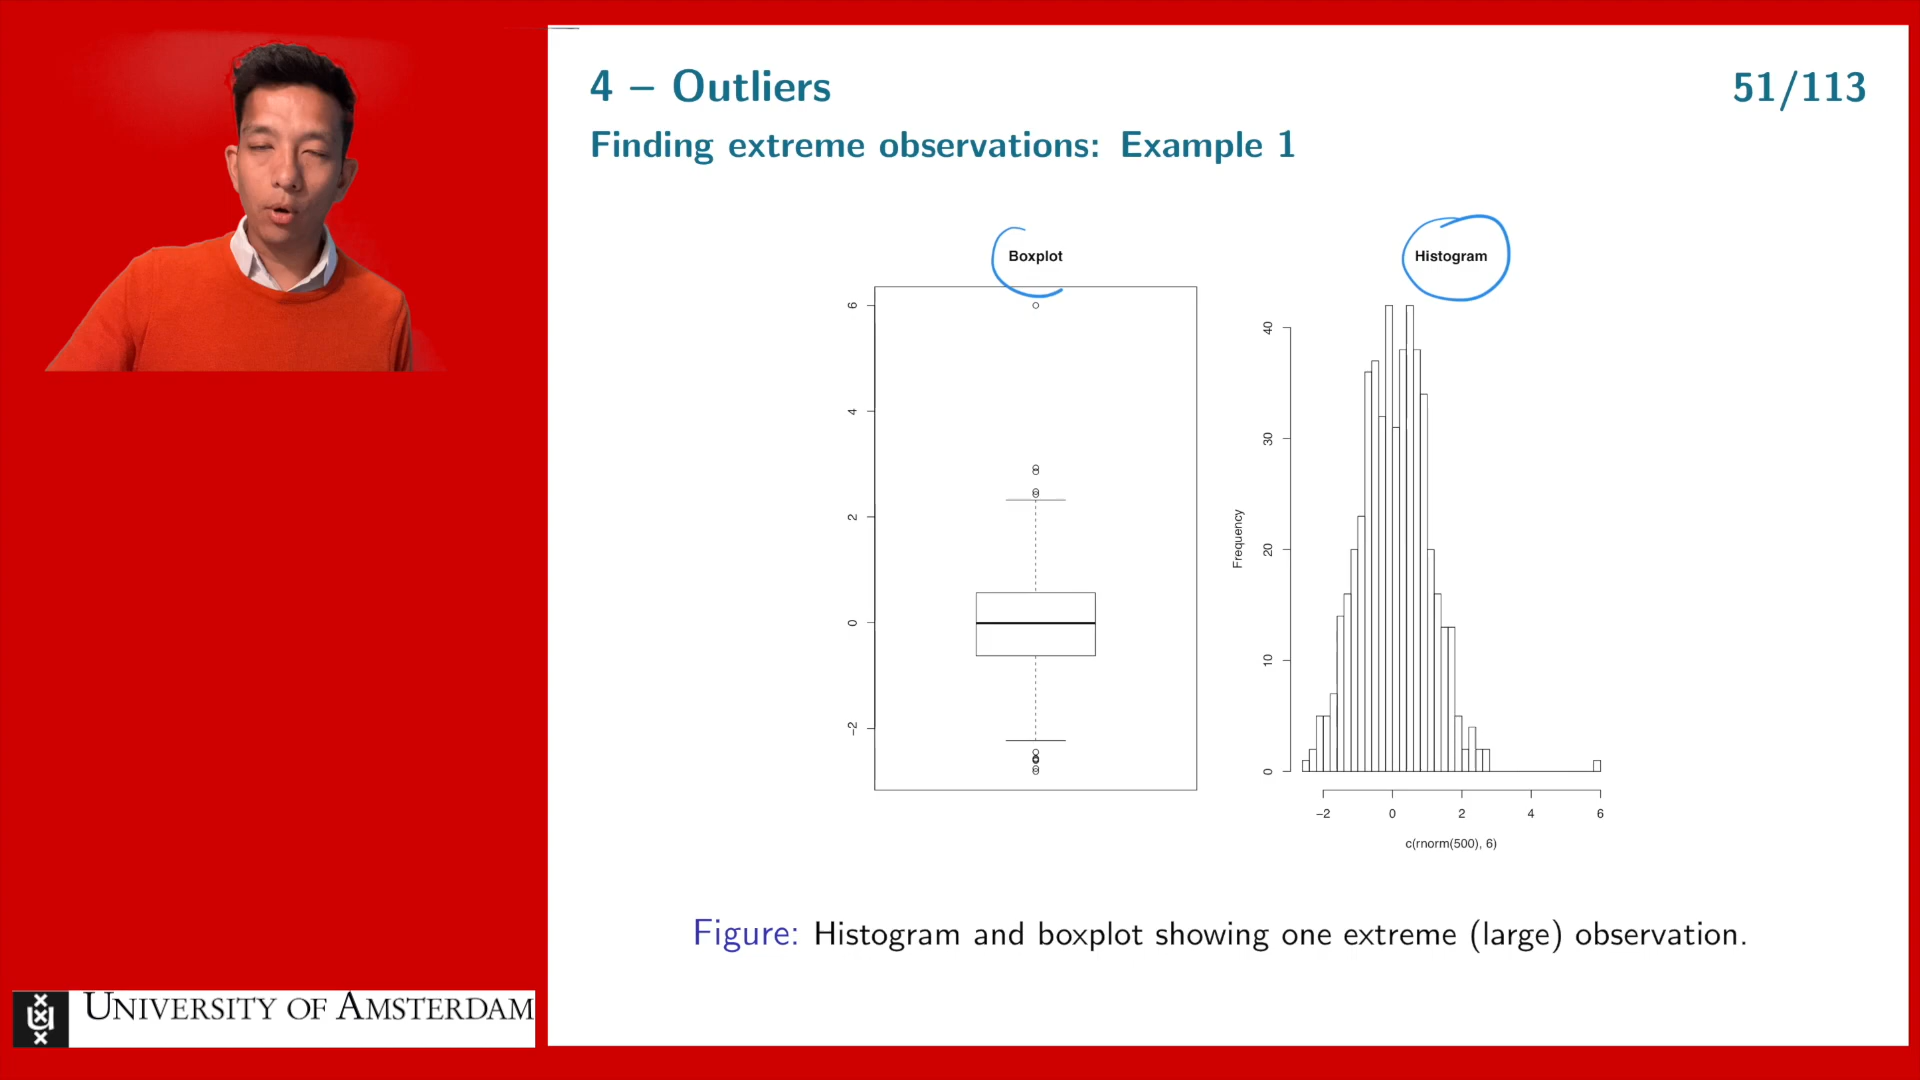 4 – Outliers
51/113
Finding extreme observations: Example 1
Boxplot
6
4
2
0
−2
Histogram
Frequency
40
30
20
10
0
−2 0 2 4 6
c(rnorm(500), 6)
Figure: Histogram and boxplot showing one extreme (large) observation.
UNIVERSITY OF AMSTERDAM